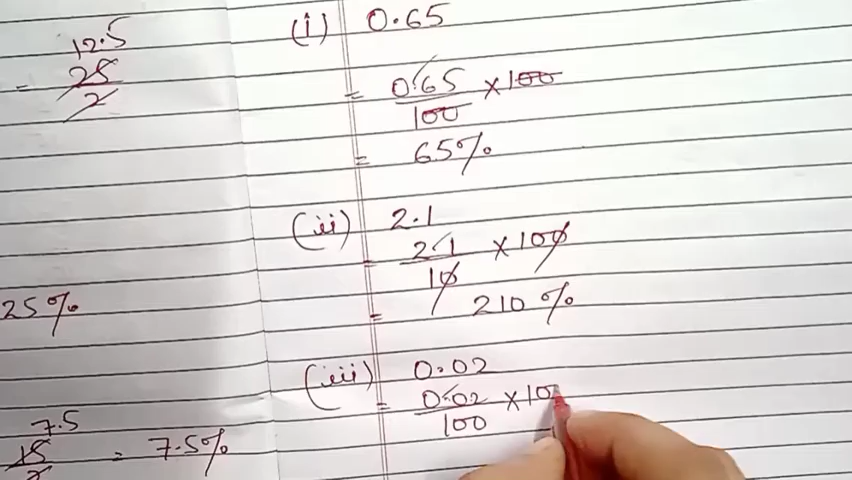 12.5
= 25
2
25%
7.5
15
2
= 7.5%
(i) 0.65
= 0.65 × 100
100
= 65%
(ii) 2.1
= 2.1 × 100
10
= 210%
(iii) 0.02
= 0.02 × 100
100